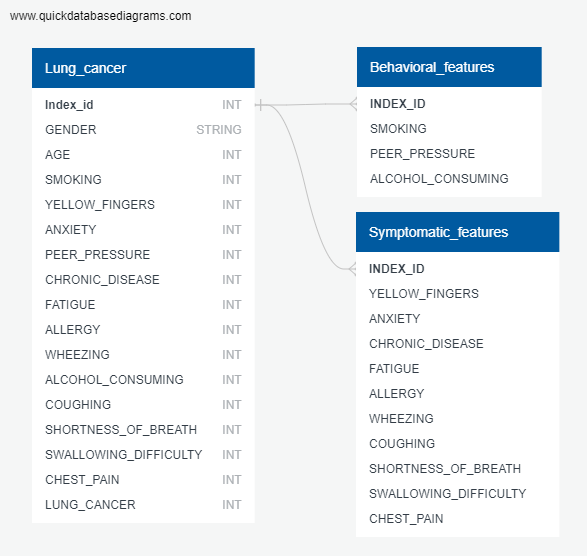 www.quickdatabasediagrams.com
Lung_cancer
Index_id INT
GENDER STRING
AGE INT
SMOKING INT
YELLOW_FINGERS INT
ANXIETY INT
PEER_PRESSURE INT
CHRONIC_DISEASE INT
FATIGUE INT
ALLERGY INT
WHEEZING INT
ALCOHOL_CONSUMING INT
COUGHING INT
SHORTNESS_OF_BREATH INT
SWALLOWING_DIFFICULTY INT
CHEST_PAIN INT
LUNG_CANCER INT
Behavioral_features
INDEX_ID
SMOKING
PEER_PRESSURE
ALCOHOL_CONSUMING
Symptomatic_features
INDEX_ID
YELLOW_FINGERS
ANXIETY
CHRONIC_DISEASE
FATIGUE
ALLERGY
WHEEZING
COUGHING
SHORTNESS_OF_BREATH
SWALLOWING_DIFFICULTY
CHEST_PAIN